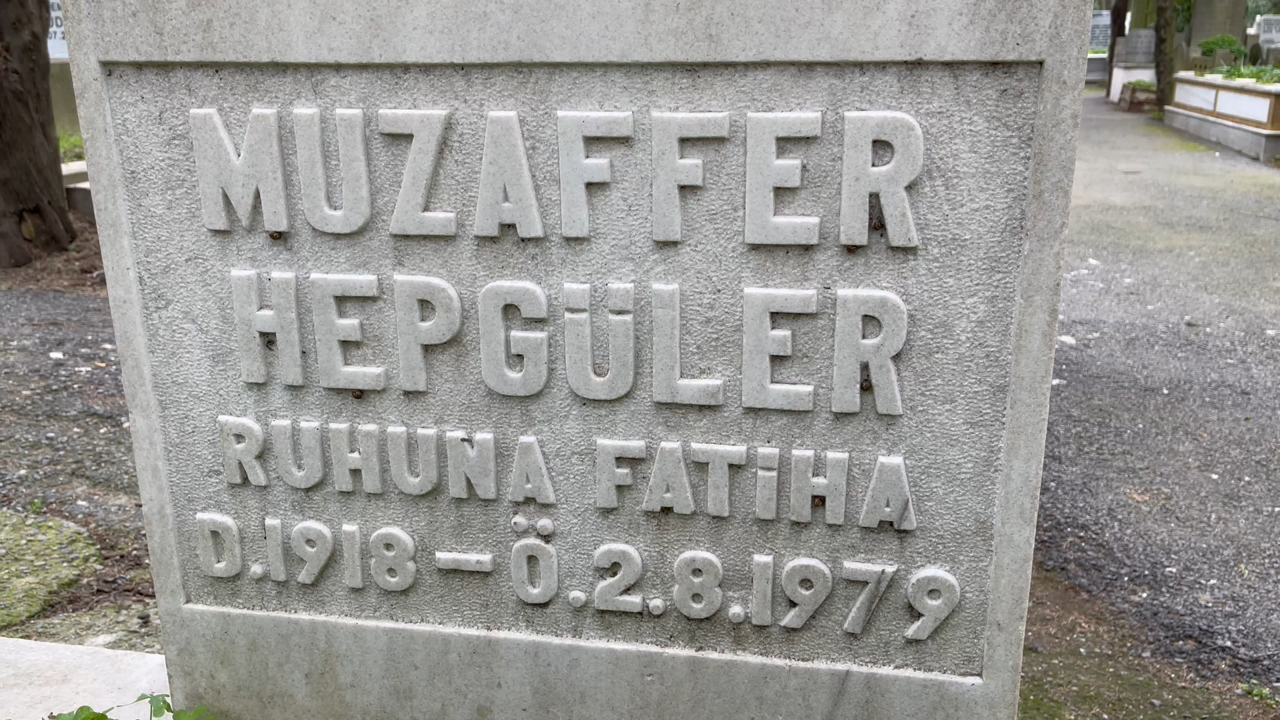 MUZAFFER
HEPGÜLER
RUHUNA FATİHA
D.1918 – Ö.2.8.1979